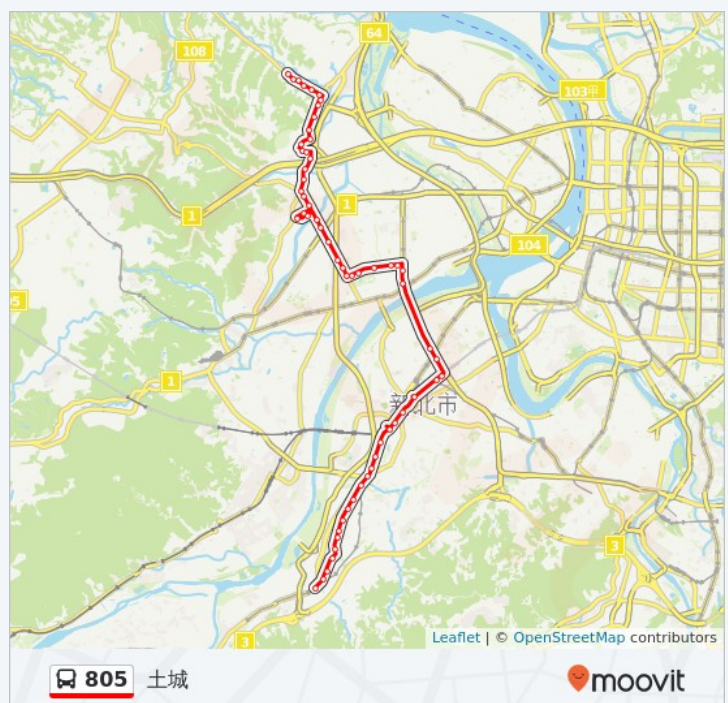 64
108
103甲
1
1
104
05
1
新北市
3
3
Leaflet | © OpenStreetMap contributors
805 土城
moovit